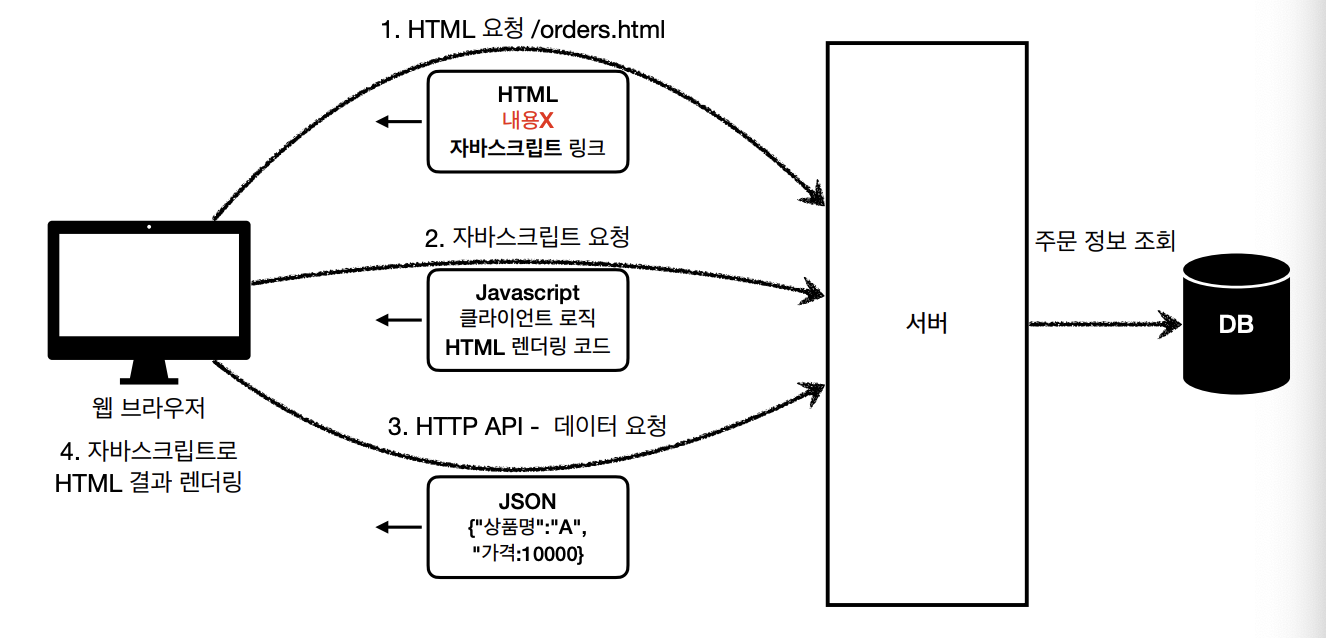 1. HTML 요청 /orders.html
HTML
내용X
자바스크립트 링크
2. 자바스크립트 요청
Javascript
클라이언트 로직
HTML 렌더링 코드
주문 정보 조회
서버
DB
웹 브라우저
3. HTTP API - 데이터 요청
4. 자바스크립트로
HTML 결과 렌더링
JSON
{"상품명":"A",
"가격:10000}